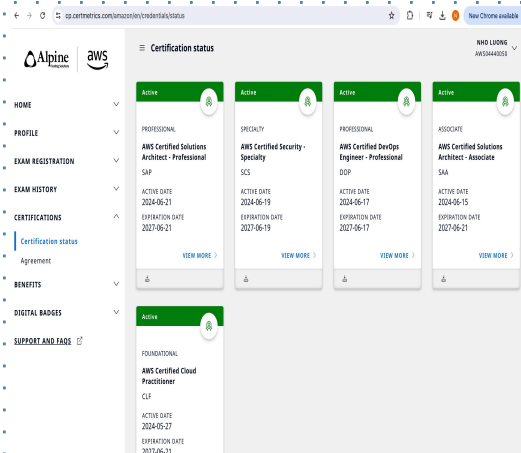 cp.certmetrics.com/amazon/en/credentials/status
New Chrome available
Alpine
testing solutions
aws
Certification status
NHO LUONG
AWS04440050
HOME
PROFILE
EXAM REGISTRATION
EXAM HISTORY
CERTIFICATIONS
Certification status
Agreement
BENEFITS
DIGITAL BADGES
SUPPORT AND FAQS
Active
PROFESSIONAL
AWS Certified Solutions
Architect - Professional
SAP
ACTIVE DATE
2024-06-21
EXPIRATION DATE
2027-06-21
VIEW MORE
Active
SPECIALTY
AWS Certified Security -
Specialty
SCS
ACTIVE DATE
2024-06-19
EXPIRATION DATE
2027-06-19
VIEW MORE
Active
PROFESSIONAL
AWS Certified DevOps
Engineer - Professional
DOP
ACTIVE DATE
2024-06-17
EXPIRATION DATE
2027-06-17
VIEW MORE
Active
ASSOCIATE
AWS Certified Solutions
Architect - Associate
SAA
ACTIVE DATE
2024-06-15
EXPIRATION DATE
2027-06-21
VIEW MORE
Active
FOUNDATIONAL
AWS Certified Cloud
Practitioner
CLF
ACTIVE DATE
2024-05-27
EXPIRATION DATE
2027-06-21